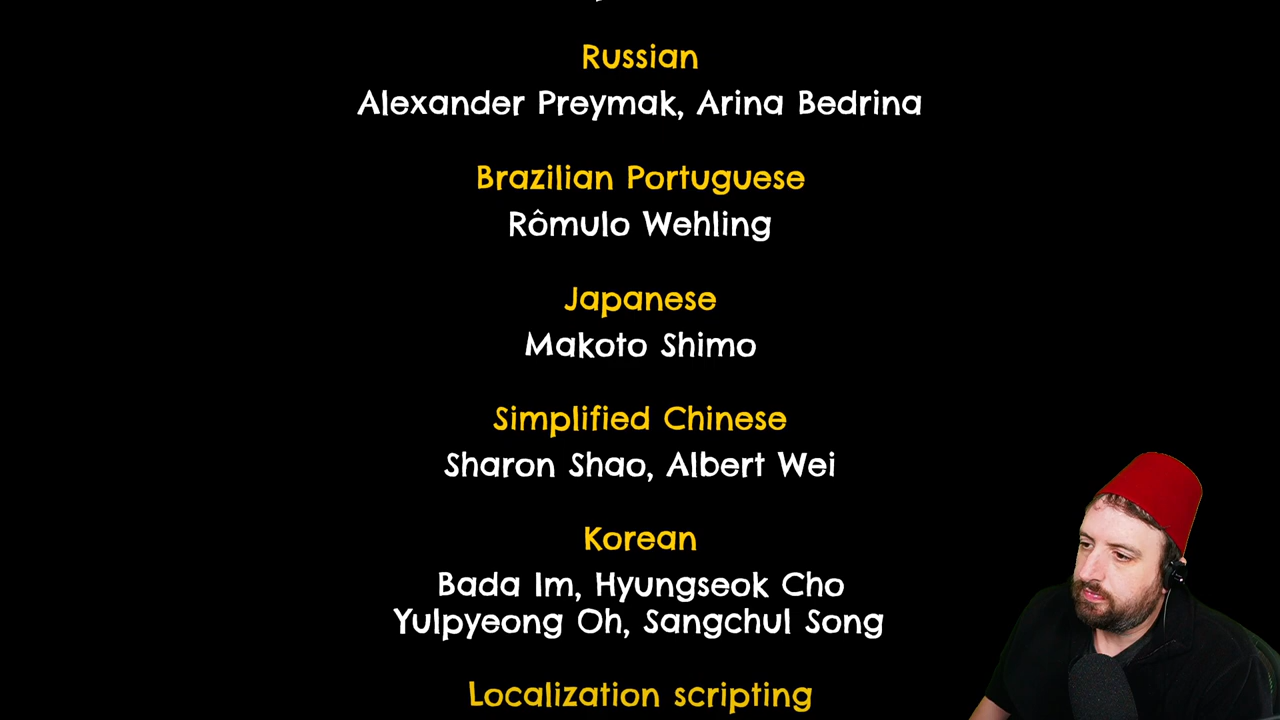 Russian
Alexander Preymak, Arina Bedrina
Brazilian Portuguese
Rômulo Wehling
Japanese
Makoto Shimo
Simplified Chinese
Sharon Shao, Albert Wei
Korean
Bada Im, Hyungseok Cho
Yulpyeong Oh, Sangchul Song
Localization scripting